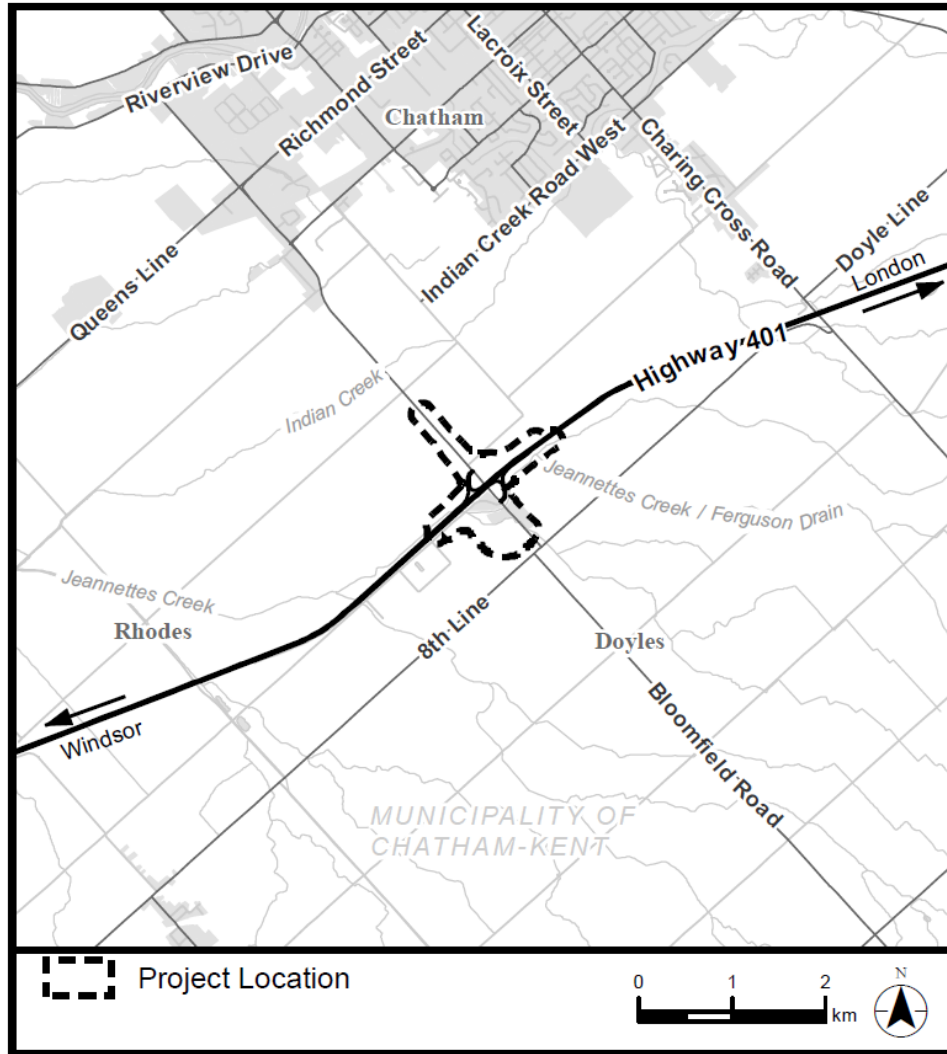 Riverview Drive
Richmond Street
Lacroix Street
Chatham
Charing Cross Road
Indian Creek Road West
Doyle Line
London
Queens Line
Highway 401
Indian Creek
Jeannettes Creek / Ferguson Drain
Jeannettes Creek
Rhodes
8th Line
Doyles
Windsor
Bloomfield Road
MUNICIPALITY OF
CHATHAM-KENT
Project Location
0 1 2
km
N